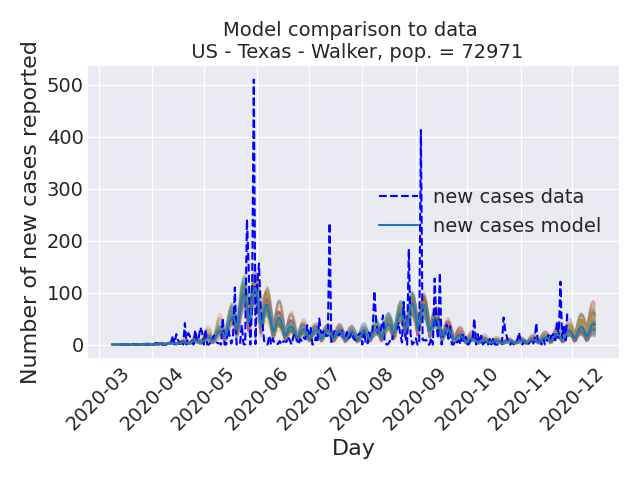 Model comparison to data
US - Texas - Walker, pop. = 72971
Number of new cases reported
500
400
300
200
100
0
new cases data
new cases model
2020-03
2020-04
2020-05
2020-06
2020-07
2020-08
2020-09
2020-10
2020-11
2020-12
Day